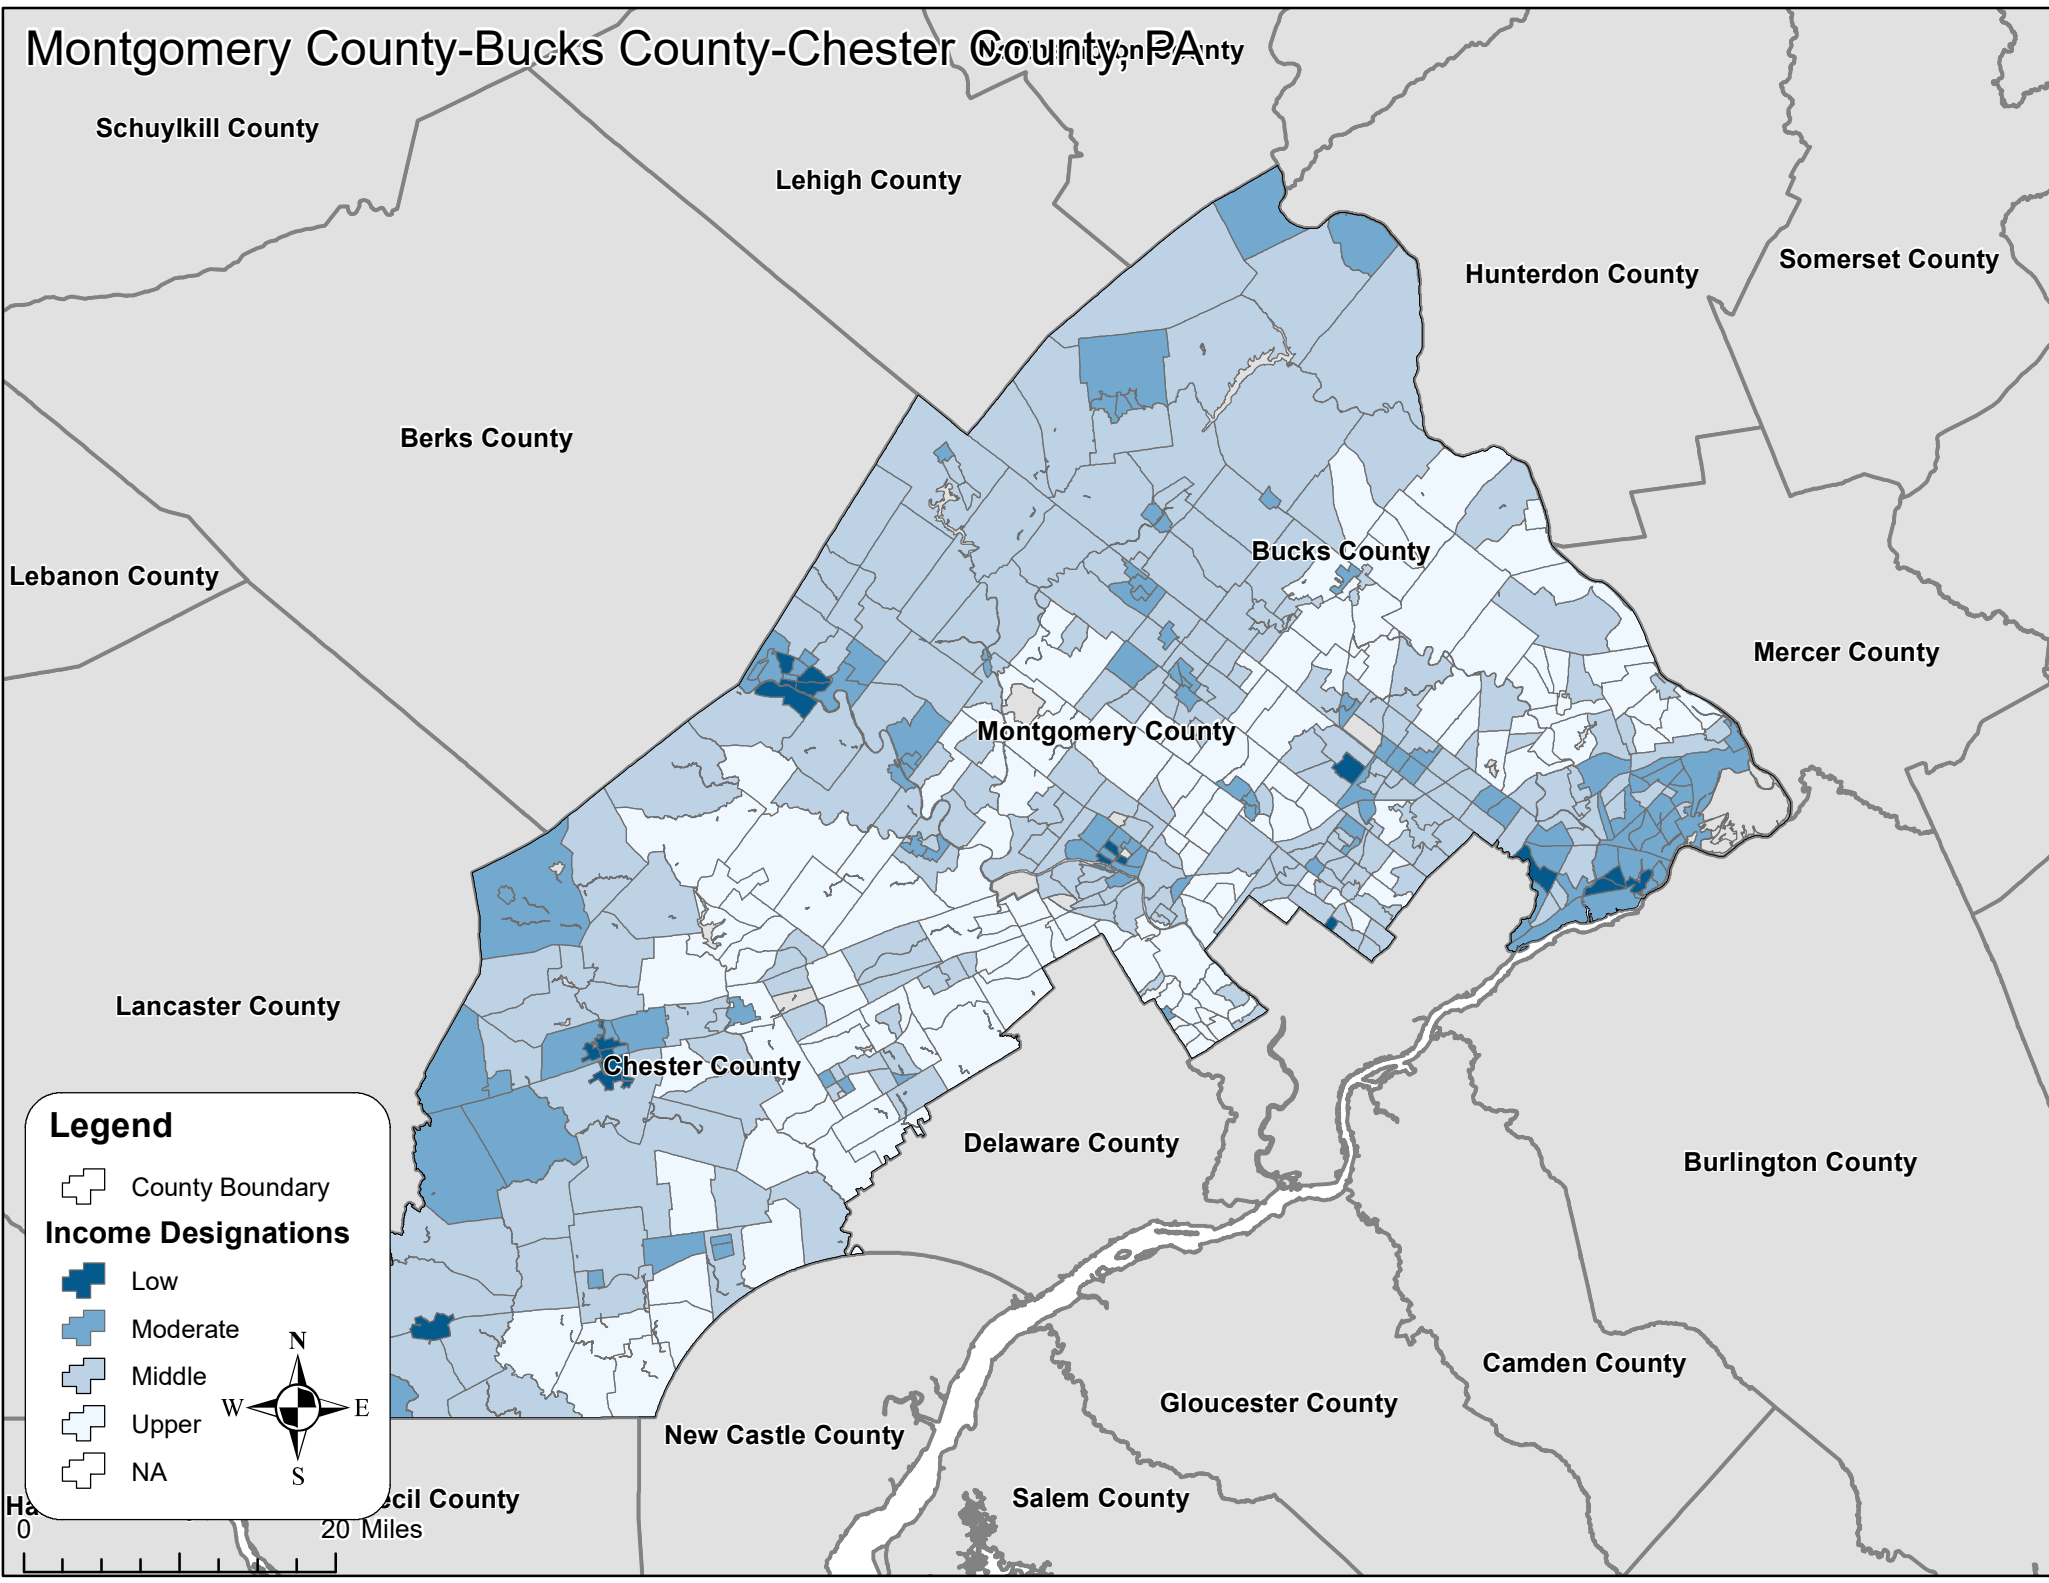 Montgomery County-Bucks County-Chester County, PA
Schuylkill County
Lehigh County
Hunterdon County
Somerset County
Berks County
Bucks County
Lebanon County
Mercer County
Montgomery County
Lancaster County
Chester County
Delaware County
Burlington County
Camden County
Gloucester County
New Castle County
Salem County
ecil County
Ha
Legend
County Boundary
Income Designations
Low
Moderate
Middle
Upper
NA
N
W
E
S
0
20 Miles